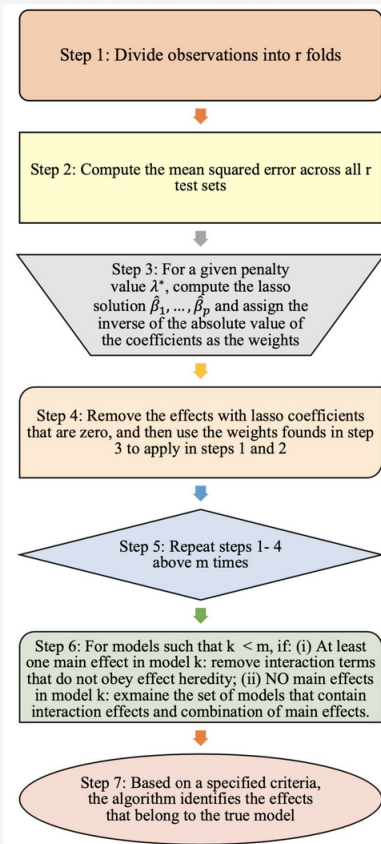 Step 1: Divide observations into r folds
Step 2: Compute the mean squared error across all r
test sets
Step 3: For a given penalty
value λ*, compute the lasso
solution β̂₁, ..., β̂ₚ and assign the
inverse of the absolute value of
the coefficients as the weights
Step 4: Remove the effects with lasso coefficients
that are zero, and then use the weights founds in step
3 to apply in steps 1 and 2
Step 5: Repeat steps 1- 4
above m times
Step 6: For models such that k < m, if: (i) At least
one main effect in model k: remove interaction terms
that do not obey effect heredity; (ii) NO main effects
in model k: exmaine the set of models that contain
interaction effects and combination of main effects.
Step 7: Based on a specified criteria,
the algorithm identifies the effects
that belong to the true model